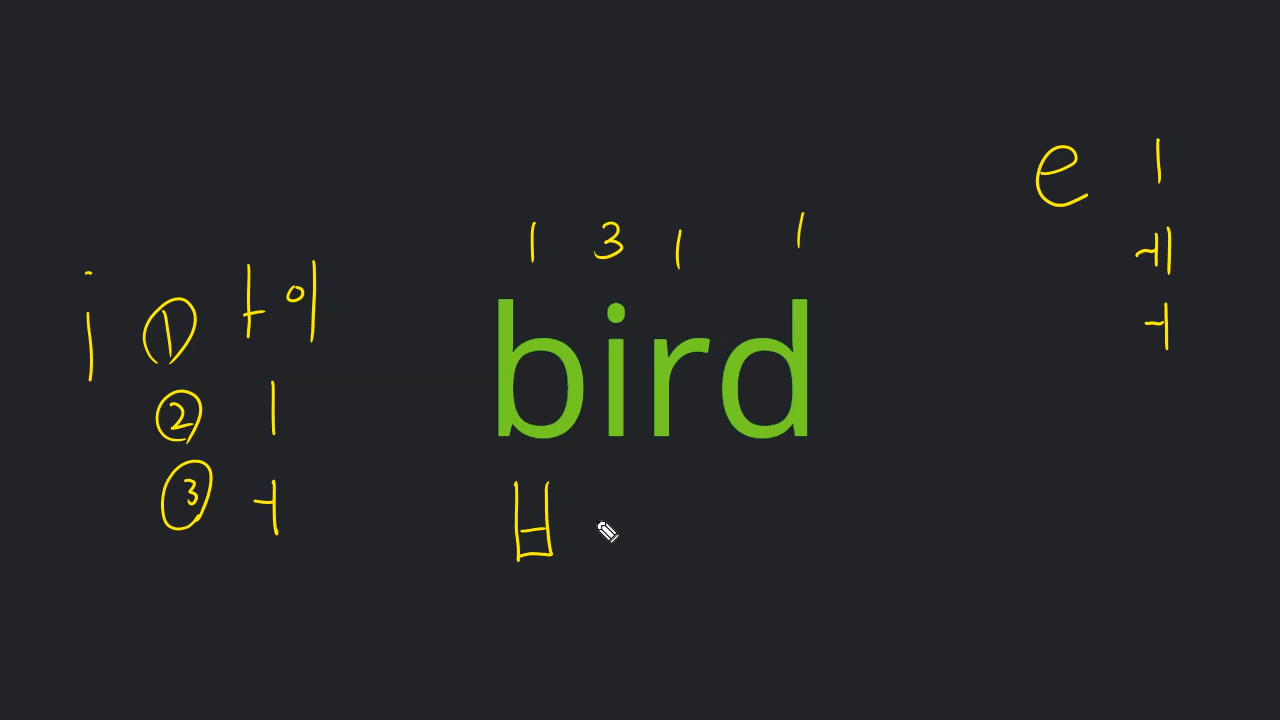 e ㅣ
ㅔ
ㅓ
1 3 1 1
i ① ㅏ이
② ㅣ
③ ㅓ
bird
ㅂ